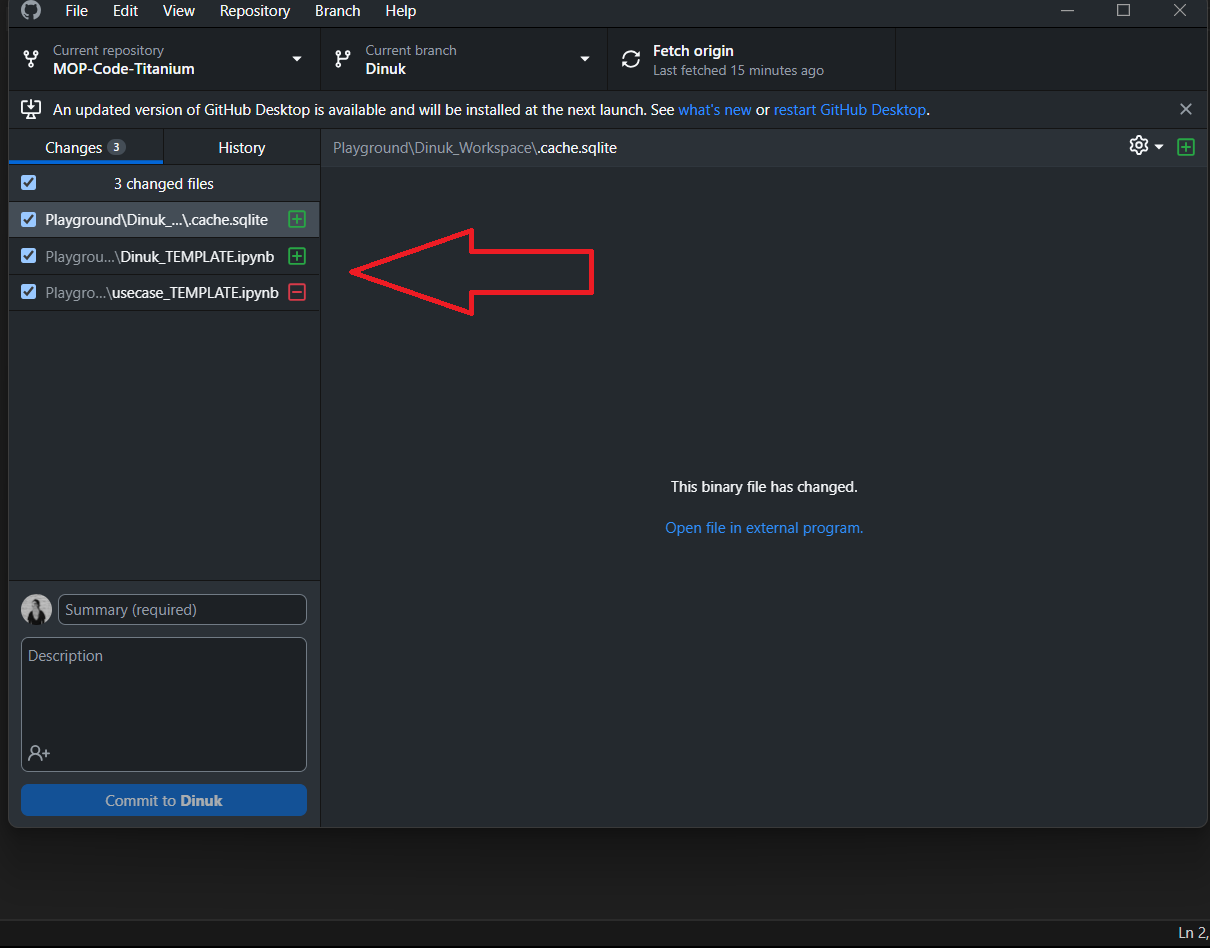 File Edit View Repository Branch Help
Current repository
MOP-Code-Titanium
Current branch
Dinuk
Fetch origin
Last fetched 15 minutes ago
An updated version of GitHub Desktop is available and will be installed at the next launch. See what's new or restart GitHub Desktop.
Changes 3
History
Playground\Dinuk_Workspace\.cache.sqlite
3 changed files
Playground\Dinuk_...\.cache.sqlite
Playgrou...\Dinuk_TEMPLATE.ipynb
Playgro...\usecase_TEMPLATE.ipynb
This binary file has changed.
Open file in external program.
Summary (required)
Description
Commit to Dinuk
Ln 2,